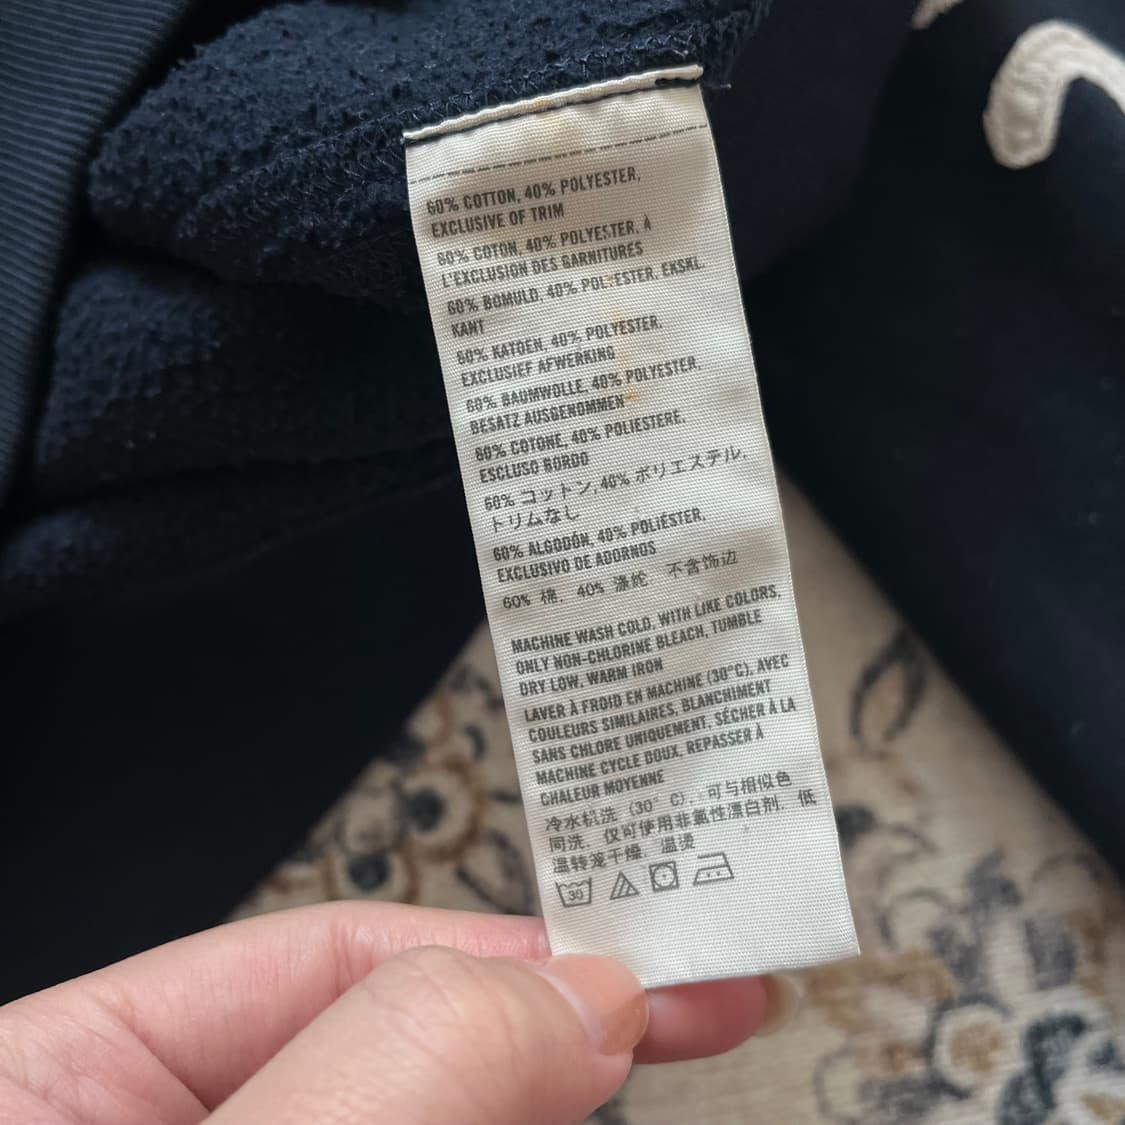 60% COTTON, 40% POLYESTER,
EXCLUSIVE OF TRIM
60% COTON, 40% POLYESTER, À
L'EXCLUSION DES GARNITURES
60% BOMULD, 40% POLYESTER, EKSKL.
KANT
60% KATOEN, 40% POLYESTER,
EXCLUSIEF AFWERKING
60% BAUMWOLLE, 40% POLYESTER,
BESATZ AUSGENOMMEN
60% COTONE, 40% POLIESTERE,
ESCLUSO BORDO
60% コットン, 40% ポリエステル,
トリムなし
60% ALGODÓN, 40% POLIÉSTER,
EXCLUSIVO DE ADORNOS
60% 棉, 40% 涤纶 不含饰边
MACHINE WASH COLD, WITH LIKE COLORS,
ONLY NON-CHLORINE BLEACH, TUMBLE
DRY LOW, WARM IRON
LAVER À FROID EN MACHINE (30°C), AVEC
COULEURS SIMILAIRES, BLANCHIMENT
SANS CHLORE UNIQUEMENT, SÉCHER À LA
MACHINE CYCLE DOUX, REPASSER À
CHALEUR MOYENNE
冷水机洗 (30° C), 可与相似色
同洗, 仅可使用非氯性漂白剂, 低
温转笼干燥, 温烫
30